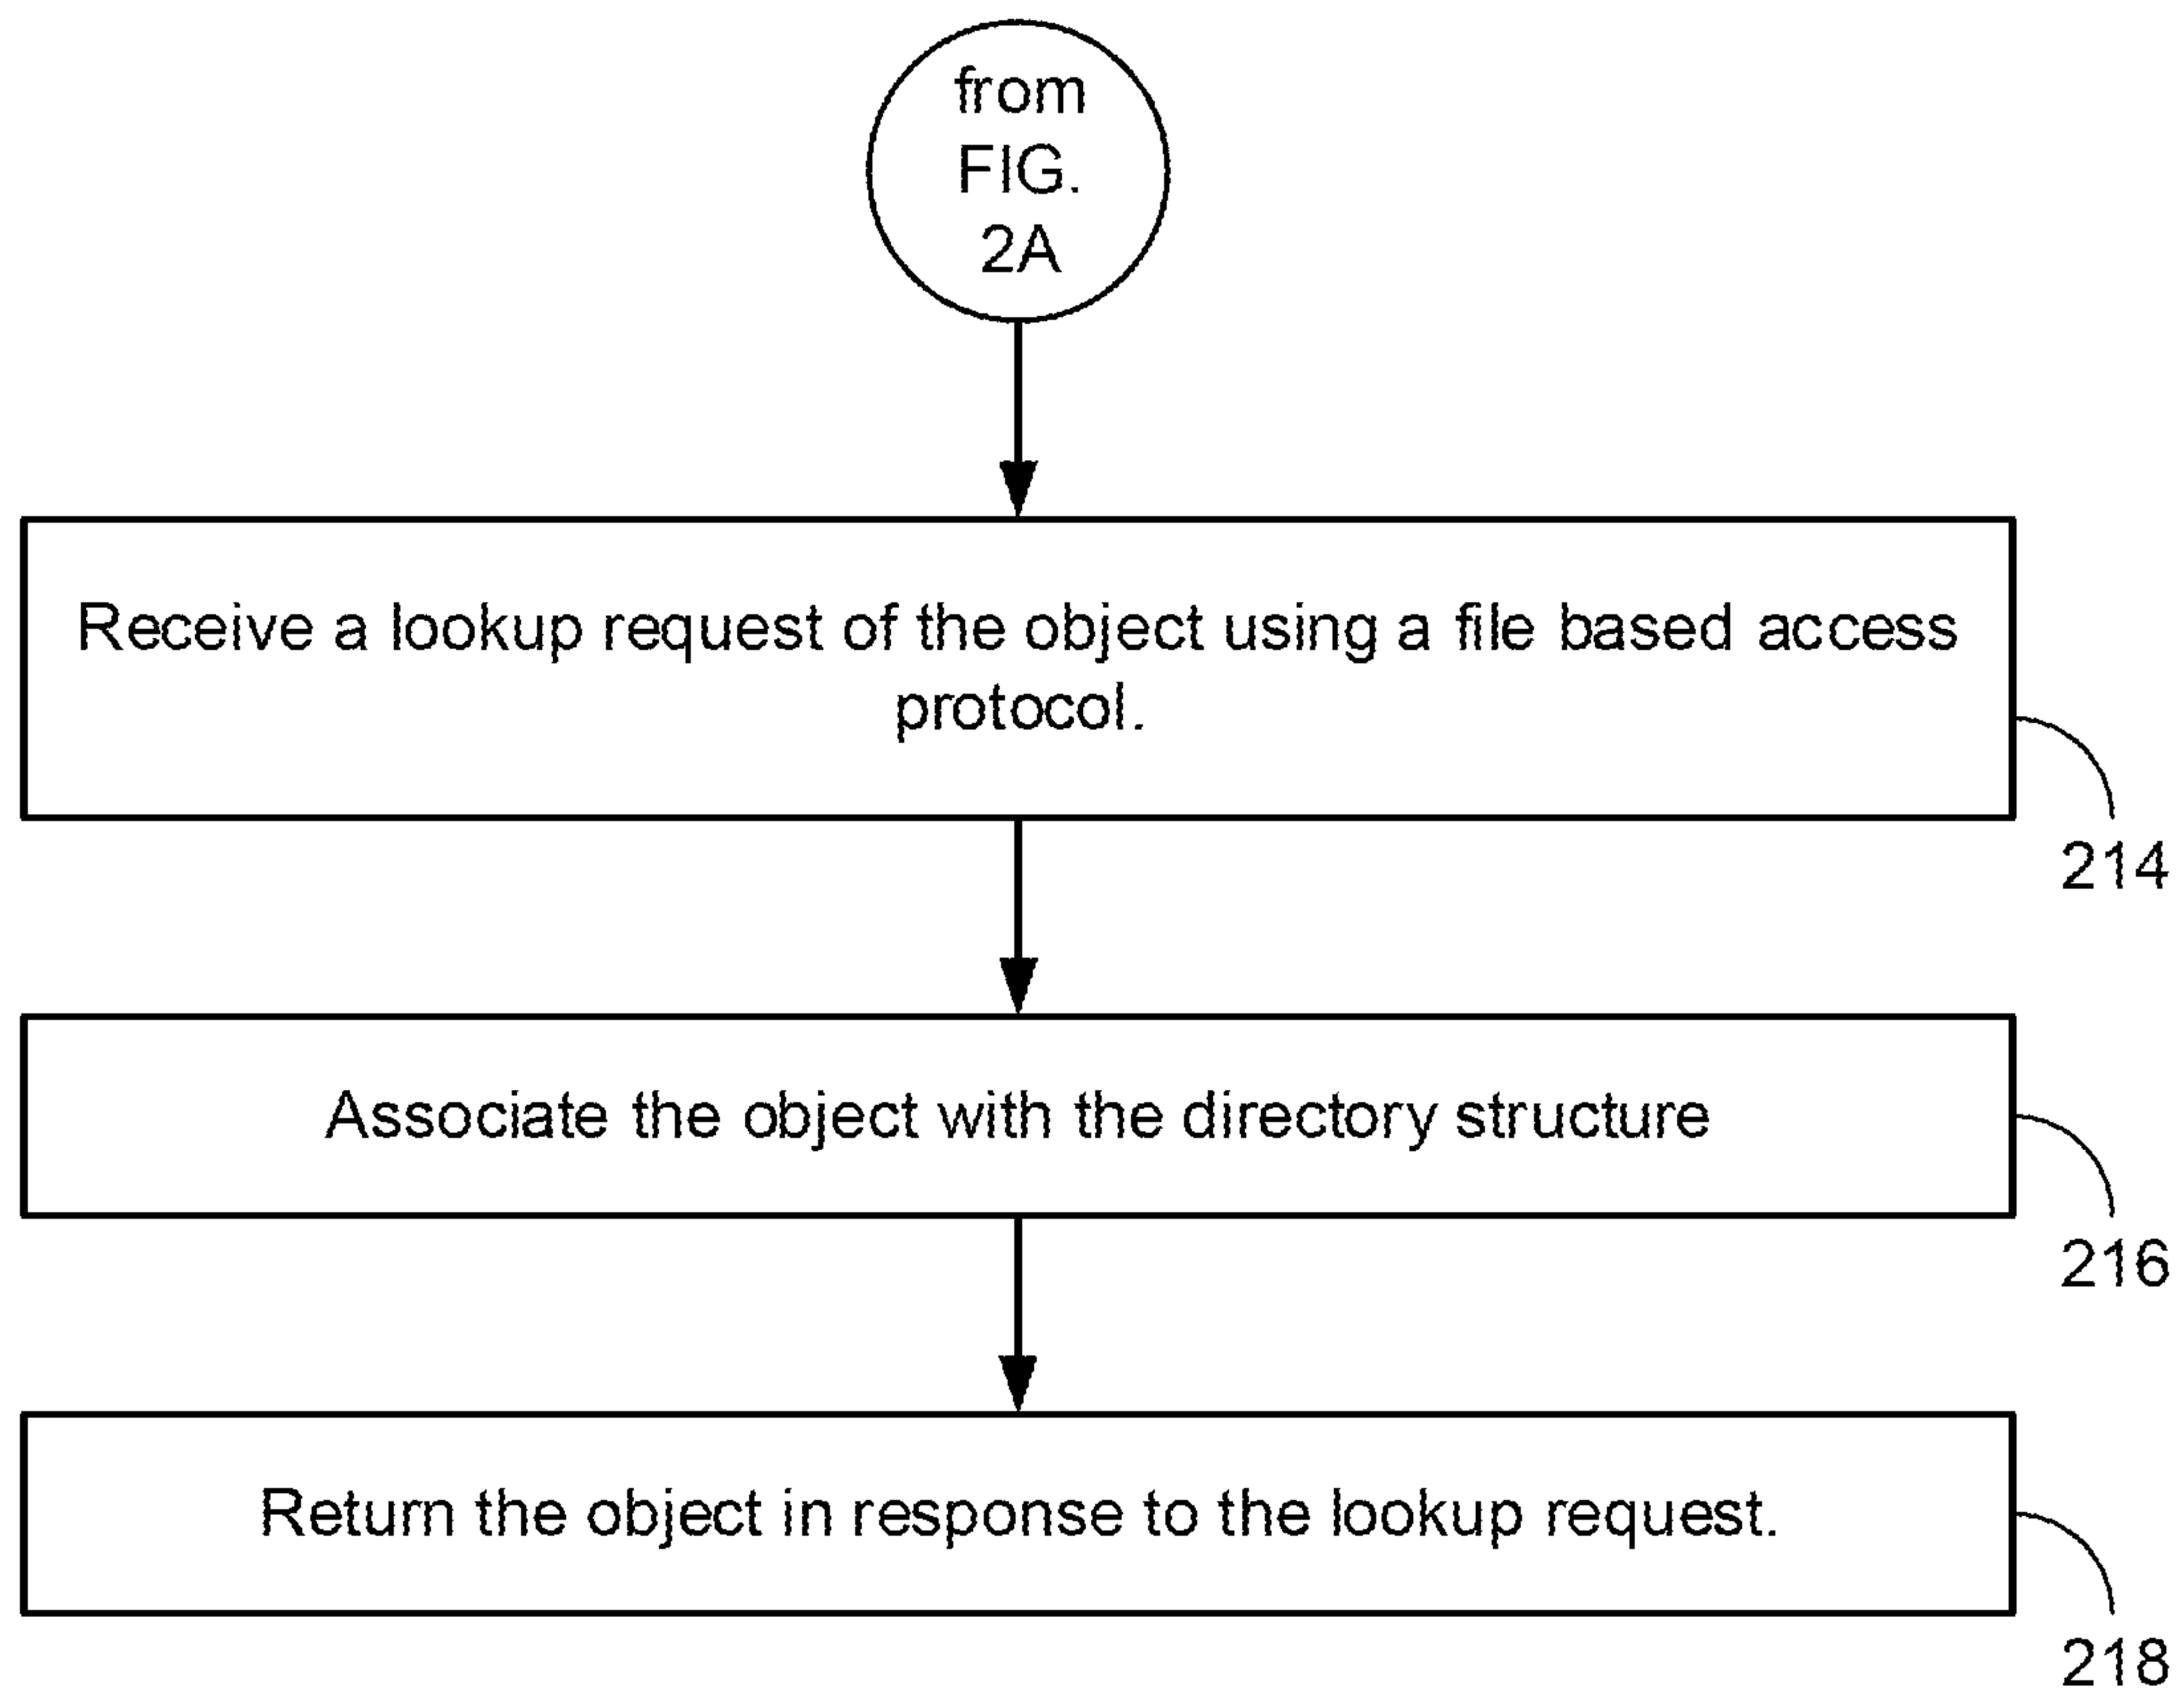 from
FIG.
2A
Receive a lookup request of the object using a file based access
protocol.
214
Associate the object with the directory structure
216
Return the object in response to the lookup request.
218